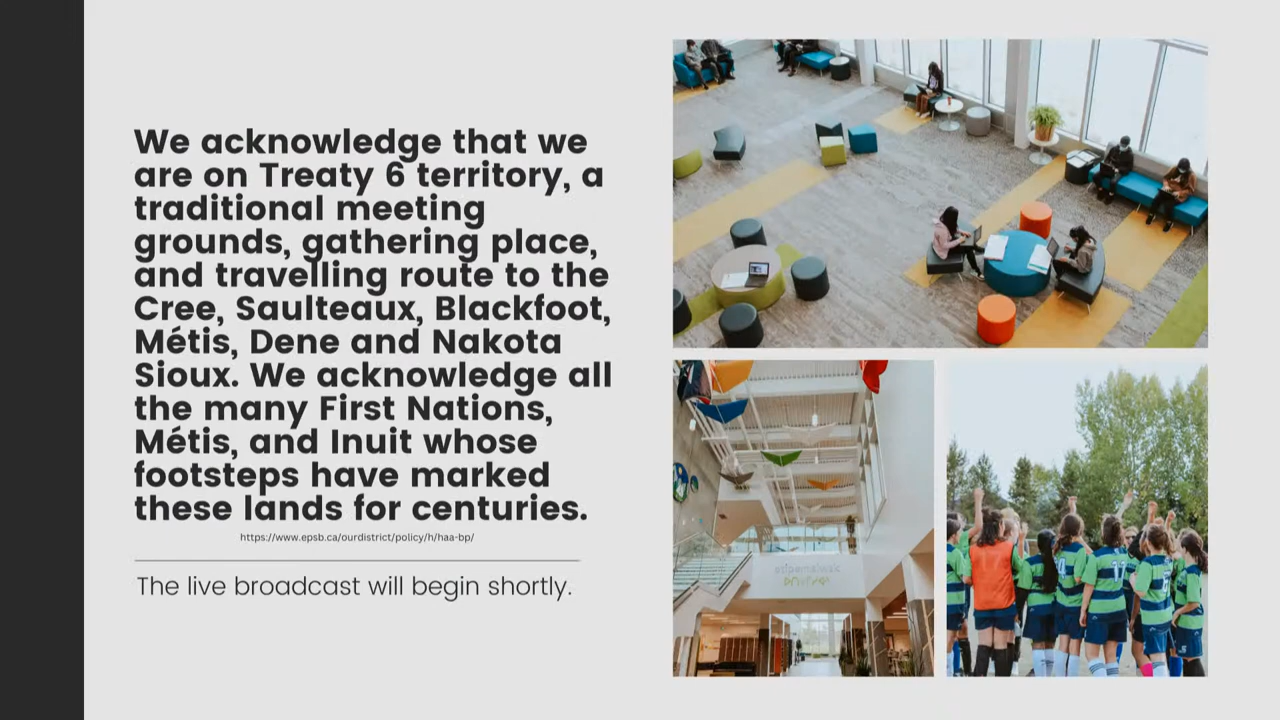 We acknowledge that we
are on Treaty 6 territory, a
traditional meeting
grounds, gathering place,
and travelling route to the
Cree, Saulteaux, Blackfoot,
Métis, Dene and Nakota
Sioux. We acknowledge all
the many First Nations,
Métis, and Inuit whose
footsteps have marked
these lands for centuries.
https://www.epsb.ca/ourdistrict/policy/h/haa-bp/
The live broadcast will begin shortly.